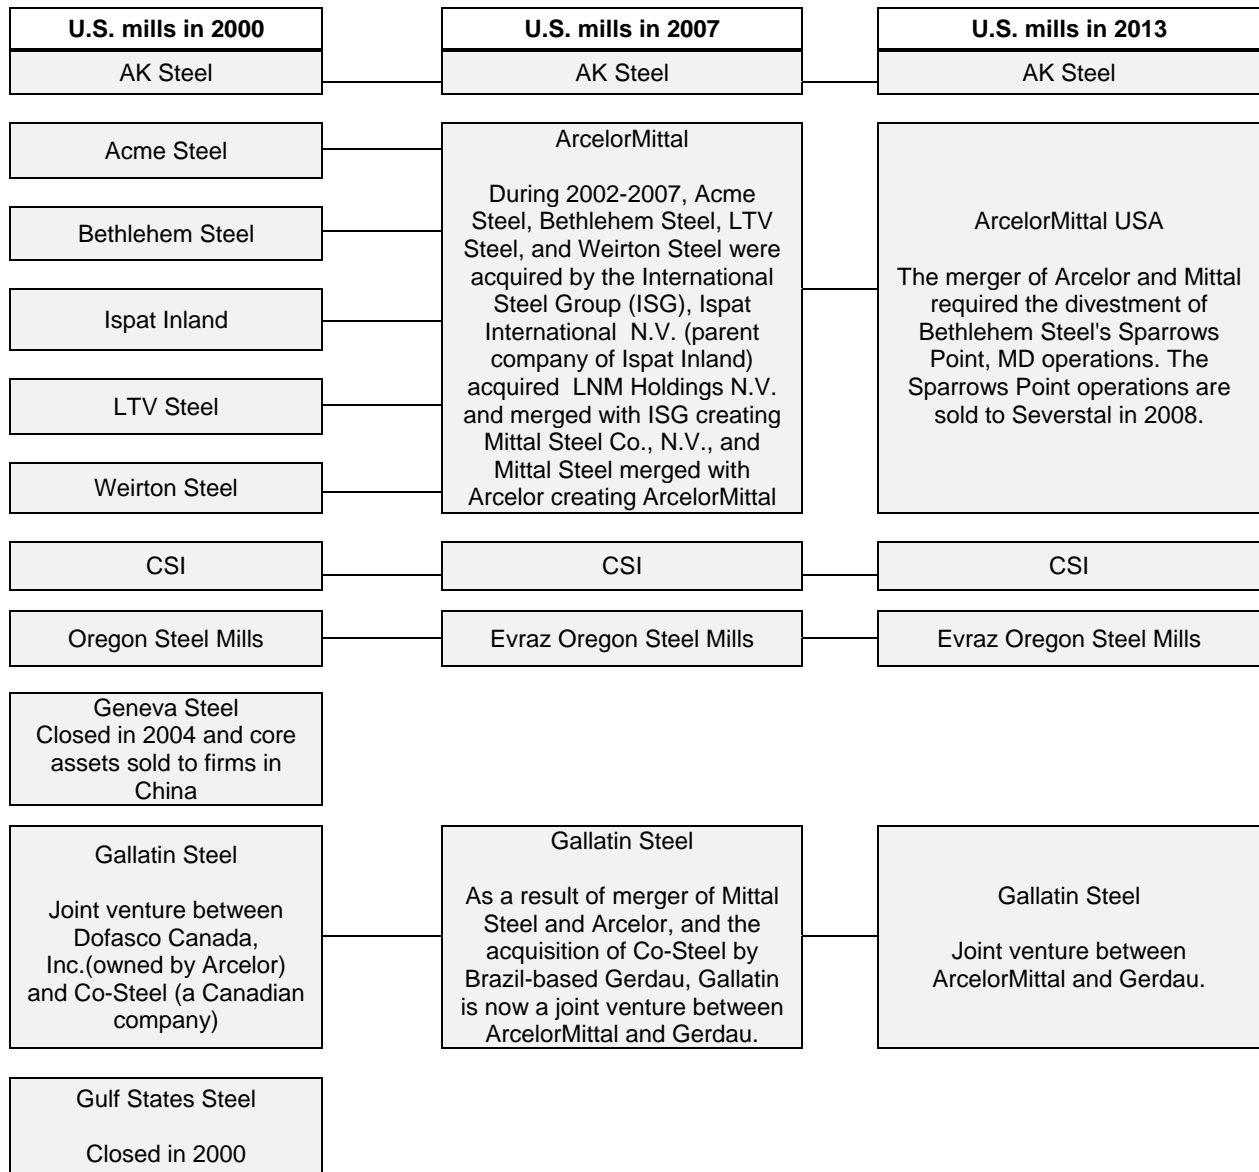 U.S. mills in 2000
U.S. mills in 2007
U.S. mills in 2013
AK Steel
AK Steel
AK Steel
Acme Steel
Bethlehem Steel
Ispat Inland
LTV Steel
Weirton Steel
ArcelorMittal
During 2002-2007, Acme
Steel, Bethlehem Steel, LTV
Steel, and Weirton Steel were
acquired by the International
Steel Group (ISG), Ispat
International N.V. (parent
company of Ispat Inland)
acquired LNM Holdings N.V.
and merged with ISG creating
Mittal Steel Co., N.V., and
Mittal Steel merged with
Arcelor creating ArcelorMittal
ArcelorMittal USA
The merger of Arcelor and Mittal
required the divestment of
Bethlehem Steel's Sparrows
Point, MD operations. The
Sparrows Point operations are
sold to Severstal in 2008.
CSI
CSI
CSI
Oregon Steel Mills
Evraz Oregon Steel Mills
Evraz Oregon Steel Mills
Geneva Steel
Closed in 2004 and core
assets sold to firms in
China
Gallatin Steel
Joint venture between
Dofasco Canada,
Inc.(owned by Arcelor)
and Co-Steel (a Canadian
company)
Gallatin Steel
As a result of merger of Mittal
Steel and Arcelor, and the
acquisition of Co-Steel by
Brazil-based Gerdau, Gallatin
is now a joint venture between
ArcelorMittal and Gerdau.
Gallatin Steel
Joint venture between
ArcelorMittal and Gerdau.
Gulf States Steel
Closed in 2000